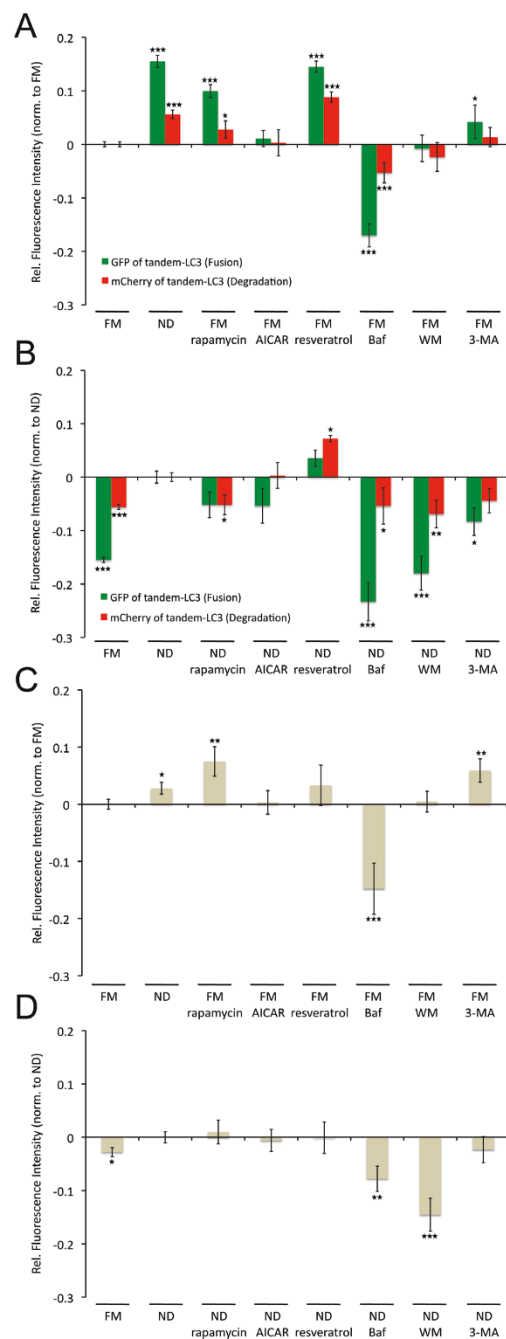 A
Rel. Fluorescence Intensity (norm. to FM)
0.2
0.1
0
-0.1
-0.2
-0.3
*** *** *** * *** *** *** *** *
GFP of tandem-LC3 (Fusion)
mCherry of tandem-LC3 (Degradation)
FM ND FM FM FM FM FM FM
rapamycin AICAR resveratrol Baf WM 3-MA
B
Rel. Fluorescence Intensity (norm. to ND)
0.2
0.1
0
-0.1
-0.2
-0.3
*** *** * * *** * *** ** *
GFP of tandem-LC3 (Fusion)
mCherry of tandem-LC3 (Degradation)
FM ND ND ND ND ND ND ND
rapamycin AICAR resveratrol Baf WM 3-MA
C
Rel. Fluorescence Intensity (norm. to FM)
0.2
0.1
0
-0.1
-0.2
-0.3
* ** *** **
FM ND FM FM FM FM FM FM
rapamycin AICAR resveratrol Baf WM 3-MA
D
Rel. Fluorescence Intensity (norm. to ND)
0.2
0.1
0
-0.1
-0.2
-0.3
* ** ***
FM ND ND ND ND ND ND ND
rapamycin AICAR resveratrol Baf WM 3-MA